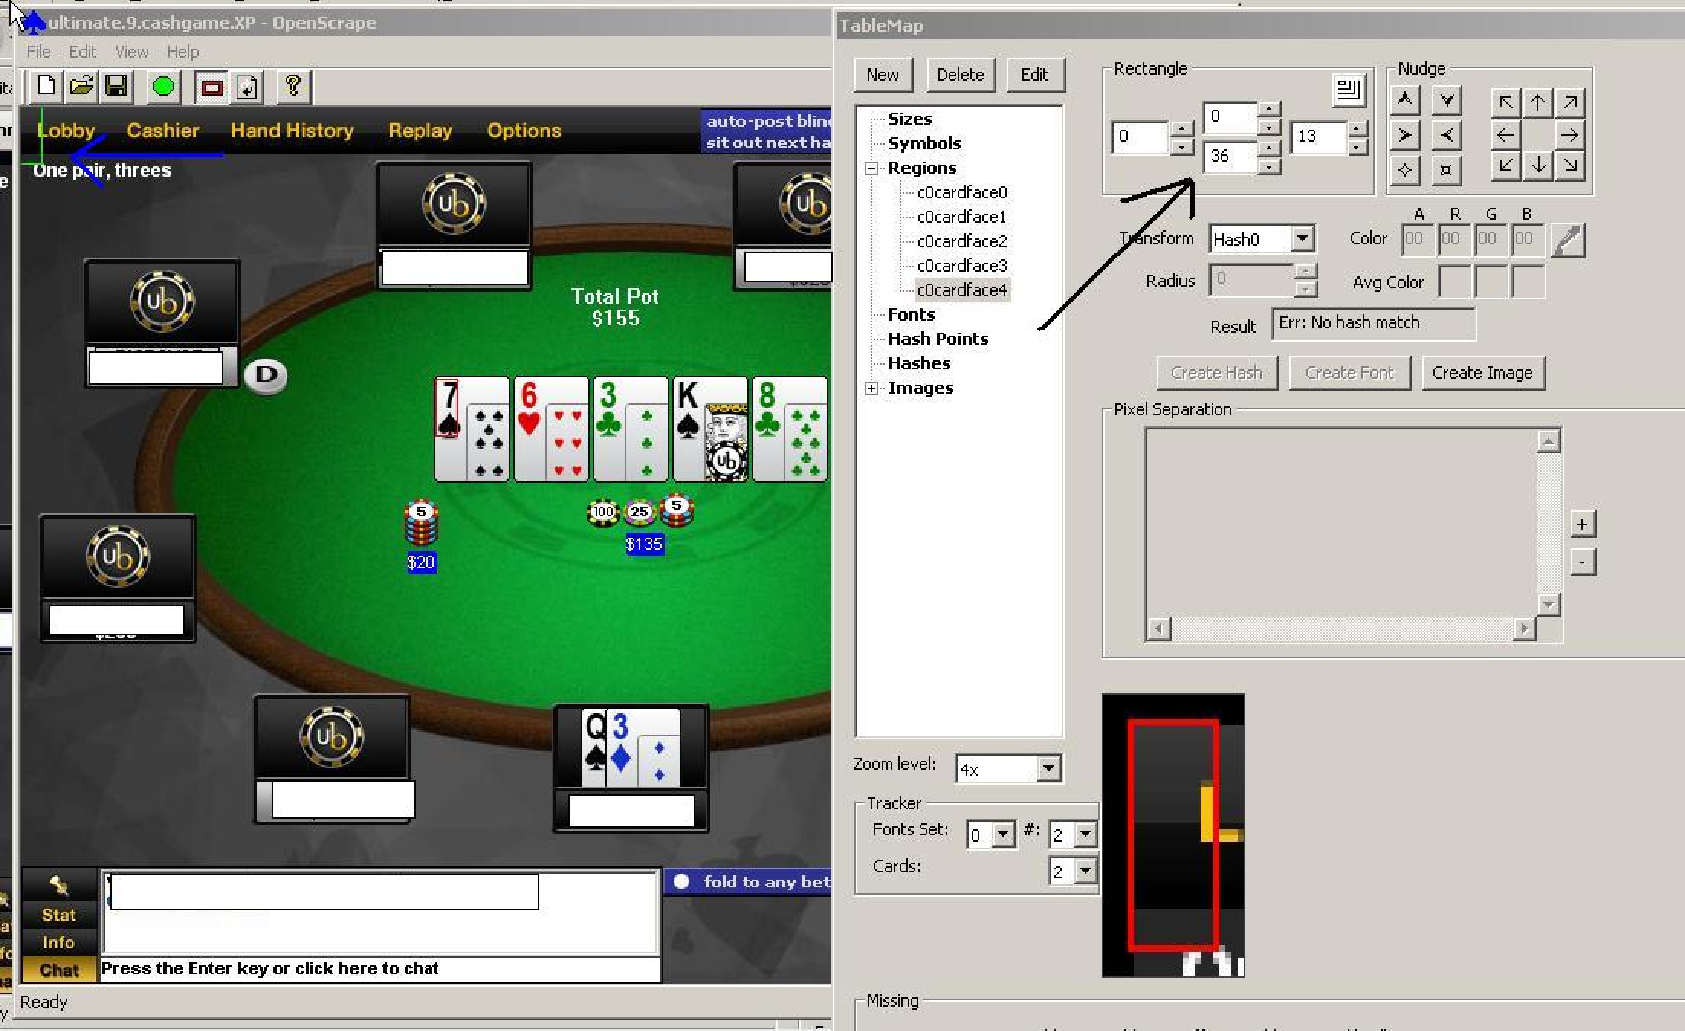 ultimate.9.cashgame.XP - OpenScrape
File Edit View Help
Lobby Cashier Hand History Replay Options
auto-post blin
sit out next ha
One pair, threes
ub
ub
ub
Total Pot
$155
D
7 6 3 K 8
ub
5 100 25 5
$20 $135
ub
ub
Q 3
Stat
Info
Chat
fold to any bet
Press the Enter key or click here to chat
Ready
TableMap
New Delete Edit
Sizes
Symbols
Regions
c0cardface0
c0cardface1
c0cardface2
c0cardface3
c0cardface4
Fonts
Hash Points
Hashes
Images
Zoom level: 4x
Tracker
Fonts Set: 0 #: 2
Cards: 2
Rectangle
0 0 36 13
Nudge
Transform Hash0
Color A R G B
00 00 00 00
Radius 0
Avg Color
Result Err: No hash match
Create Hash Create Font Create Image
Pixel Separation
+
-
Missing